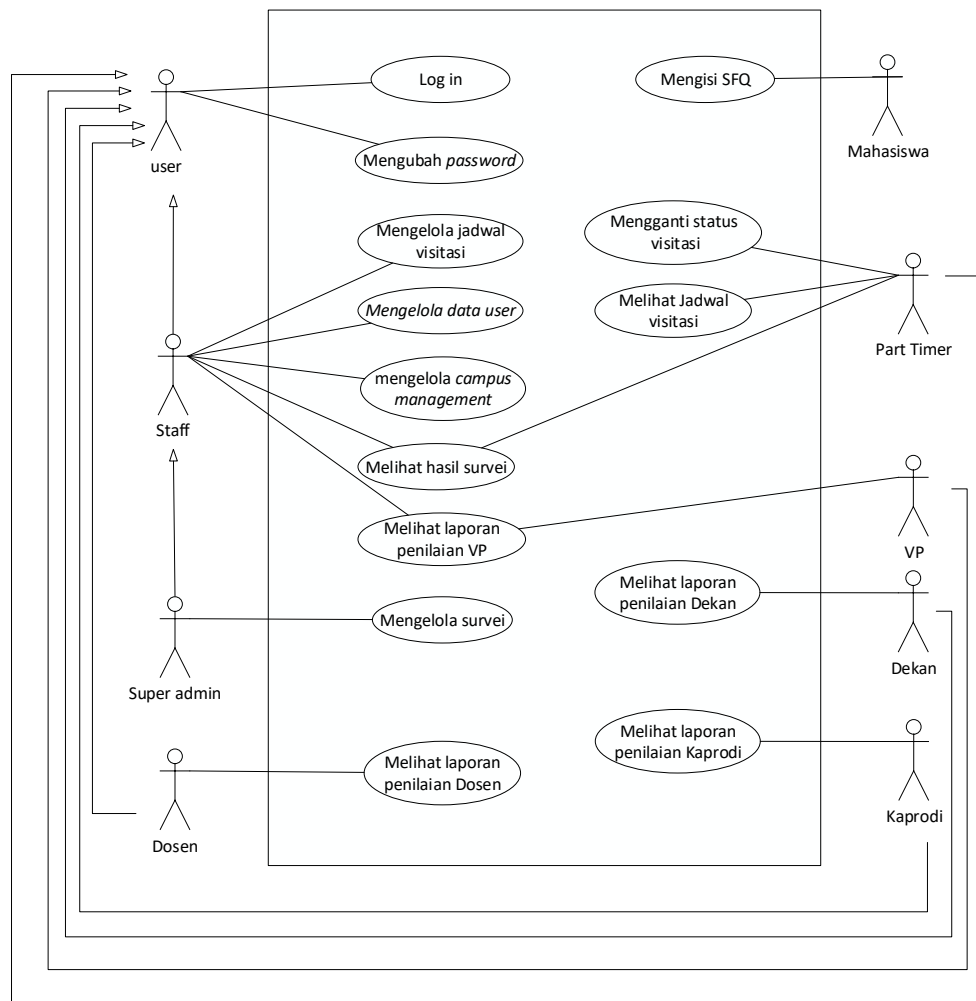 Log in
Mengisi SFQ
user
Mahasiswa
Mengubah password
Mengelola jadwal
visitasi
Mengganti status
visitasi
Mengelola data user
Melihat Jadwal
visitasi
Part Timer
mengelola campus
management
Staff
Melihat hasil survei
Melihat laporan
penilaian VP
VP
Melihat laporan
penilaian Dekan
Mengelola survei
Dekan
Super admin
Melihat laporan
penilaian Kaprodi
Melihat laporan
penilaian Dosen
Kaprodi
Dosen